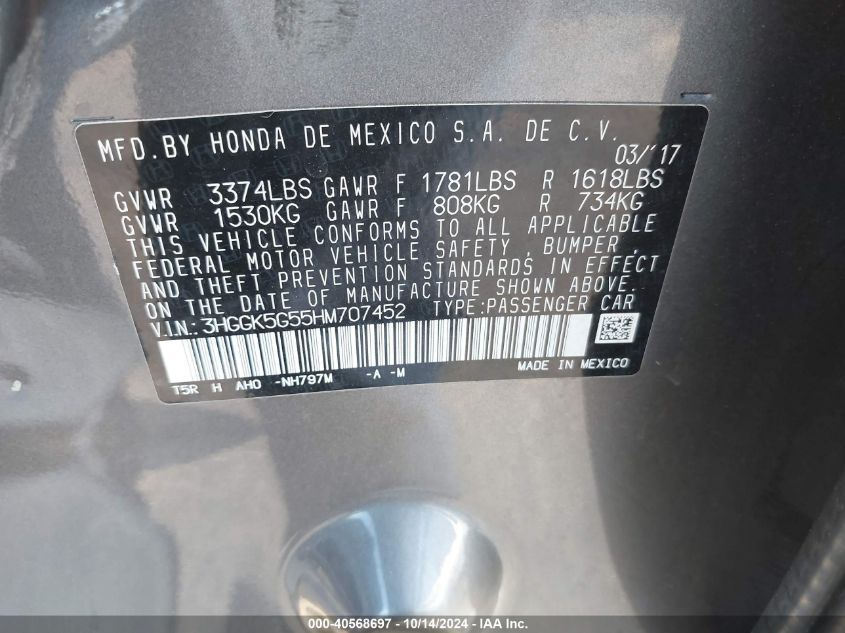 MFD. BY HONDA DE MEXICO S.A. DE C.V.
03/'17
GVWR 3374LBS GAWR F 1781LBS R 1618LBS
GVWR 1530KG GAWR F 808KG R 734KG
THIS VEHICLE CONFORMS TO ALL APPLICABLE
FEDERAL MOTOR VEHICLE SAFETY, BUMPER,
AND THEFT PREVENTION STANDARDS IN EFFECT
ON THE DATE OF MANUFACTURE SHOWN ABOVE.
V.I.N.: 3HGGK5G55HM707452 TYPE:PASSENGER CAR
T5R H AH0 -NH797M -A -M MADE IN MEXICO
000-40568697 - 10/14/2024 - IAA Inc.